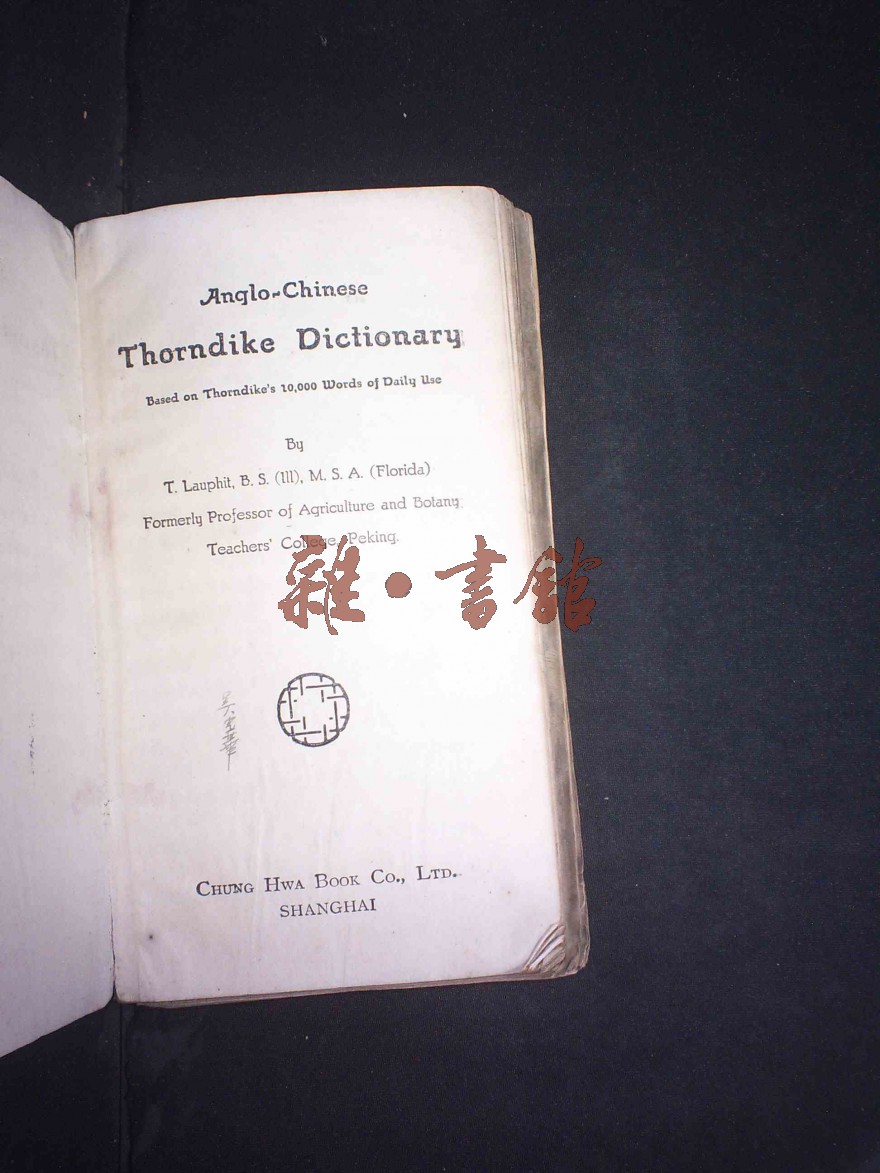 Anglo-Chinese
Thorndike Dictionary
Based on Thorndike's 10,000 Words of Daily Use
By
T. Lauphit, B. S. (Ill), M. S. A. (Florida)
Formerly Professor of Agriculture and Botany
Teachers' College, Peking.
雜•書館
CHUNG HWA BOOK CO., LTD.
SHANGHAI